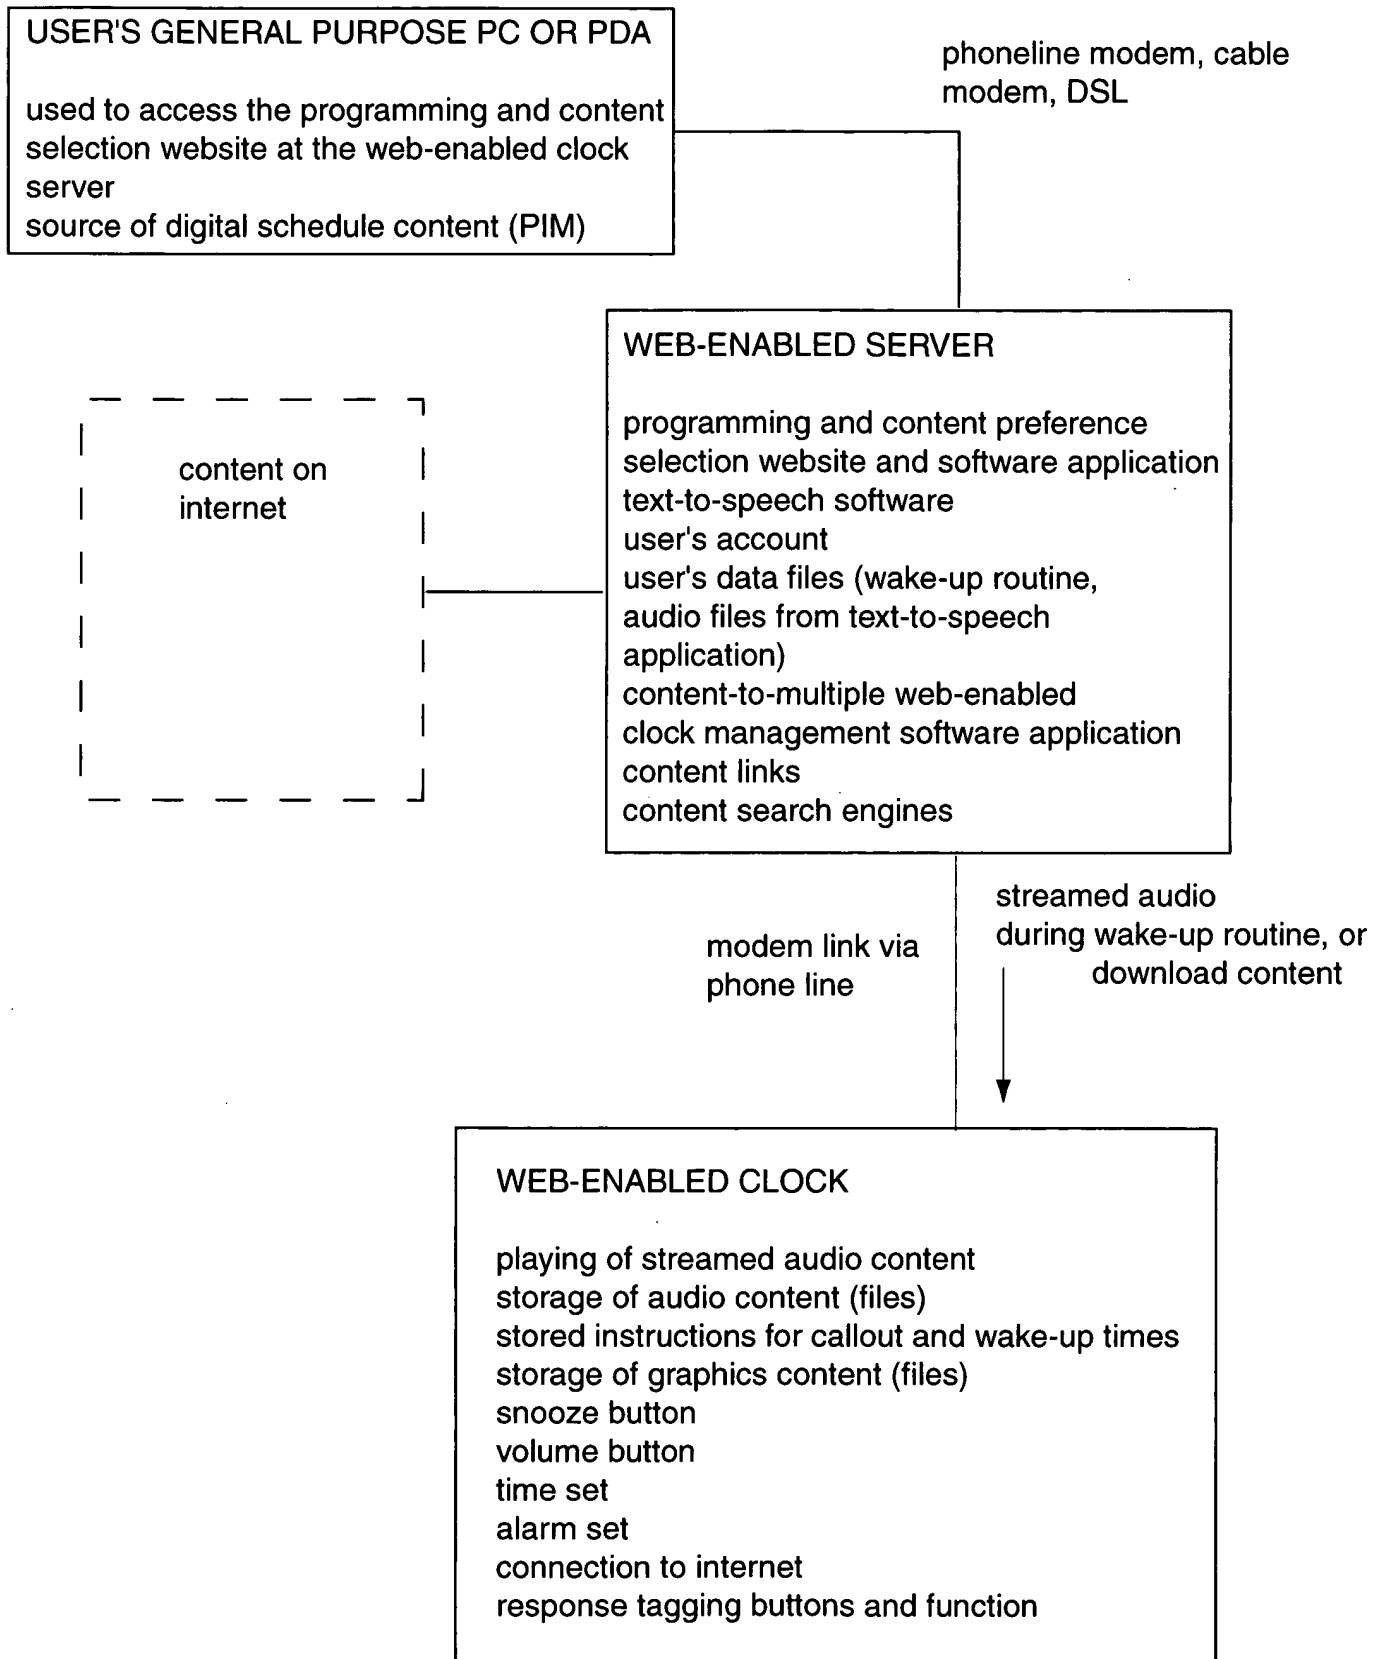 USER'S GENERAL PURPOSE PC OR PDA
used to access the programming and content
selection website at the web-enabled clock
server
source of digital schedule content (PIM)
phoneline modem, cable
modem, DSL
WEB-ENABLED SERVER
programming and content preference
selection website and software application
text-to-speech software
user's account
user's data files (wake-up routine,
audio files from text-to-speech
application)
content-to-multiple web-enabled
clock management software application
content links
content search engines
content on
internet
modem link via
phone line
streamed audio
during wake-up routine, or
download content
WEB-ENABLED CLOCK
playing of streamed audio content
storage of audio content (files)
stored instructions for callout and wake-up times
storage of graphics content (files)
snooze button
volume button
time set
alarm set
connection to internet
response tagging buttons and function